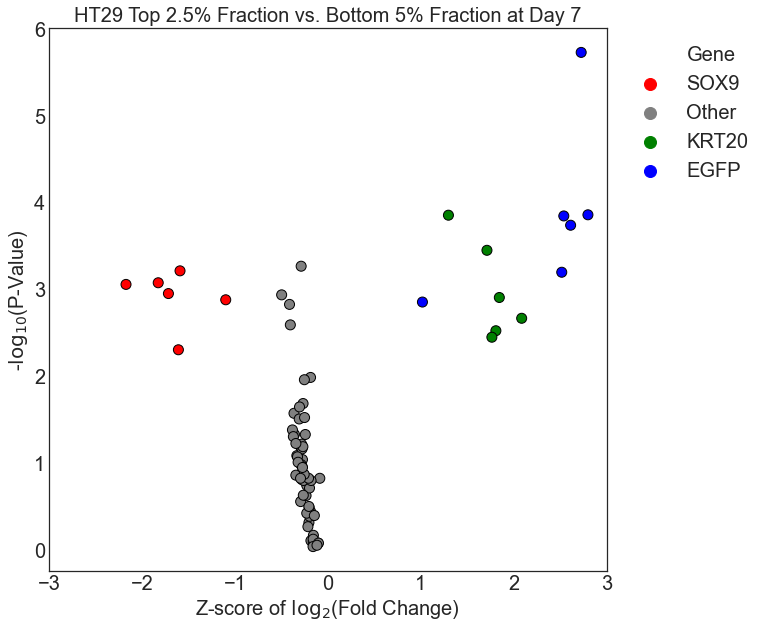 HT29 Top 2.5% Fraction vs. Bottom 5% Fraction at Day 7
6
5
4
3
2
1
0
-log10(P-Value)
−3 −2 −1 0 1 2 3
Z-score of log2(Fold Change)
Gene
SOX9
Other
KRT20
EGFP